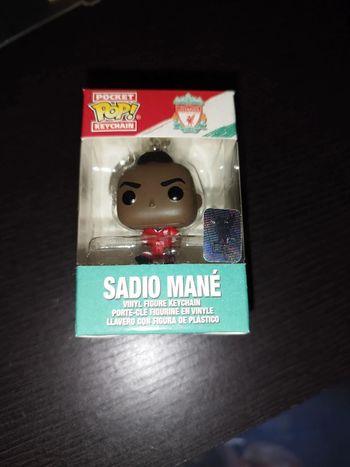 POCKET
POP!
KEYCHAIN
SADIO MANÉ
VINYL FIGURE KEYCHAIN
PORTE-CLÉ FIGURINE EN VINYLE
LLAVERO CON FIGURA DE PLÁSTICO